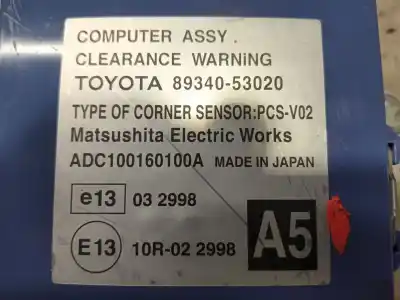 COMPUTER ASSY.
CLEARANCE WARNiNG
TOYOTA 89340-53020
TYPE OF CORNER SENSOR:PCS-V02
Matsushita Electric Works
ADC100160100A MADE IN JAPAN
e13 03 2998
E13 10R-02 2998
A5